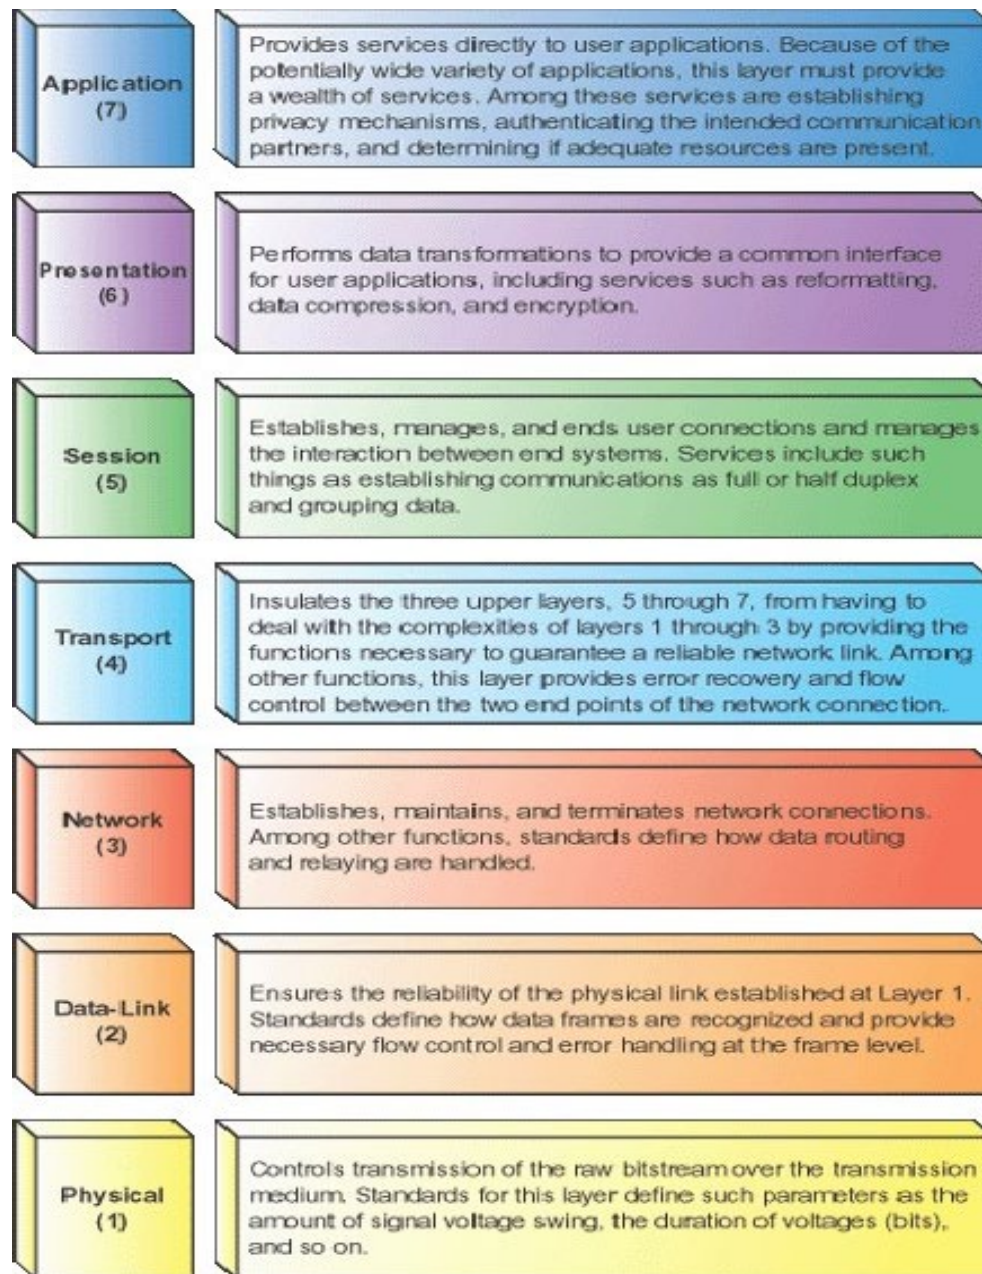 Application
(7)
Provides services directly to user applications. Because of the
potentially wide variety of applications, this layer must provide
a wealth of services. Among these services are establishing
privacy mechanisms, authenticating the intended communication
partners, and determining if adequate resources are present.
Presentation
(6)
Performs data transformations to provide a common interface
for user applications, including services such as reformatting,
data compression, and encryption.
Session
(5)
Establishes, manages, and ends user connections and manages
the interaction between end systems. Services include such
things as establishing communications as full or half duplex
and grouping data.
Transport
(4)
Insulates the three upper layers, 5 through 7, from having to
deal with the complexities of layers 1 through 3 by providing the
functions necessary to guarantee a reliable network link. Among
other functions, this layer provides error recovery and flow
control between the two end points of the network connection.
Network
(3)
Establishes, maintains, and terminates network connections.
Among other functions, standards define how data routing
and relaying are handled.
Data-Link
(2)
Ensures the reliability of the physical link established at Layer 1.
Standards define how data frames are recognized and provide
necessary flow control and error handling at the frame level.
Physical
(1)
Controls transmission of the raw bitstream over the transmission
medium. Standards for this layer define such parameters as the
amount of signal voltage swing, the duration of voltages (bits),
and so on.